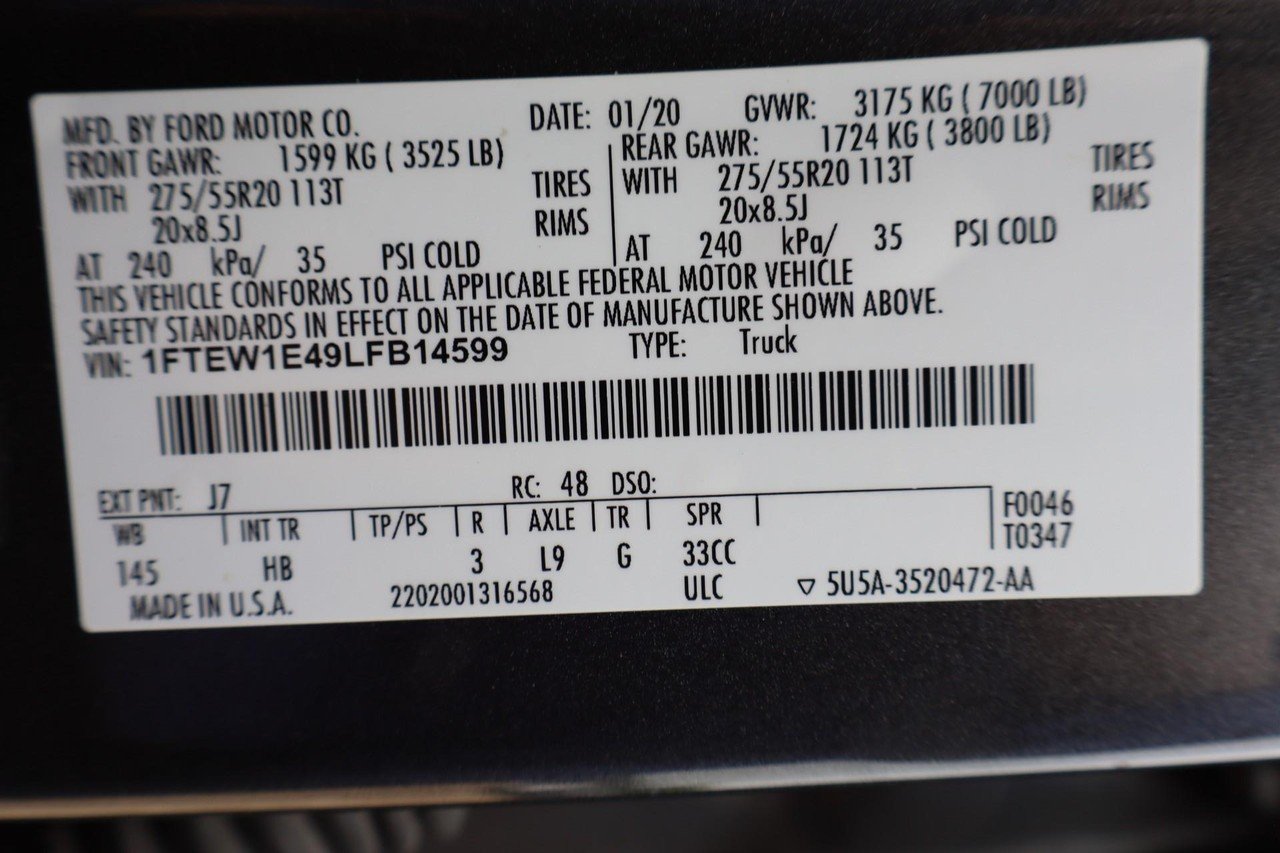 MFD. BY FORD MOTOR CO. DATE: 01/20 GVWR: 3175 KG ( 7000 LB)
FRONT GAWR: 1599 KG ( 3525 LB) REAR GAWR: 1724 KG ( 3800 LB)
WITH 275/55R20 113T TIRES WITH 275/55R20 113T TIRES
20x8.5J RIMS 20x8.5J RIMS
AT 240 kPa/ 35 PSI COLD AT 240 kPa/ 35 PSI COLD
THIS VEHICLE CONFORMS TO ALL APPLICABLE FEDERAL MOTOR VEHICLE
SAFETY STANDARDS IN EFFECT ON THE DATE OF MANUFACTURE SHOWN ABOVE.
VIN: 1FTEW1E49LFB14599 TYPE: Truck
EXT PNT: J7 RC: 48 DSO:
WB INT TR TP/PS R AXLE TR SPR F0046
T0347
145 HB 3 L9 G 33CC
MADE IN U.S.A. 2202001316568 ULC ▽ 5U5A-3520472-AA